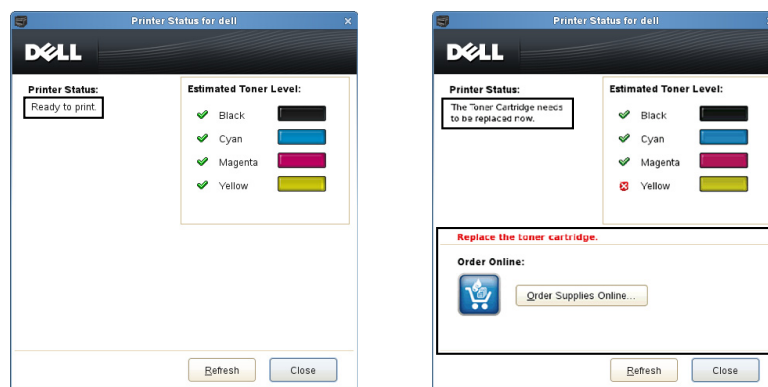 Printer Status for dell
x
DELL
Printer Status:
Ready to print.
Estimated Toner Level:
Black
Cyan
Magenta
Yellow
Refresh
Close
Printer Status for dell
DELL
Printer Status:
The Toner Cartridge needs
to be replaced now.
Estimated Toner Level:
Black
Cyan
Magenta
Yellow
Replace the toner cartridge.
Order Online:
Order Supplies Online...
Refresh
Close